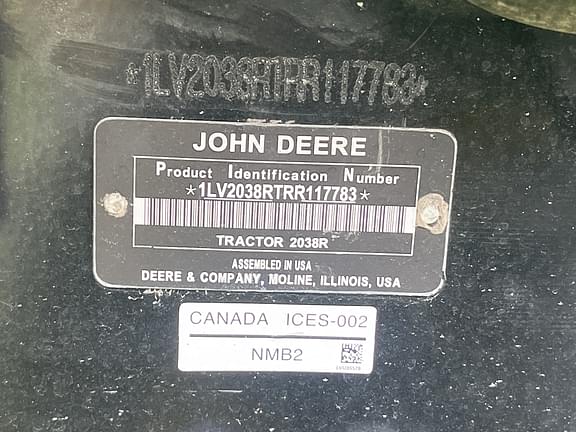 *1LV2038RTRR117783*
JOHN DEERE
Product Identification Number
*1LV2038RTRR117783*
TRACTOR 2038R
ASSEMBLED IN USA
DEERE & COMPANY, MOLINE, ILLINOIS, USA
CANADA ICES-002
NMB2